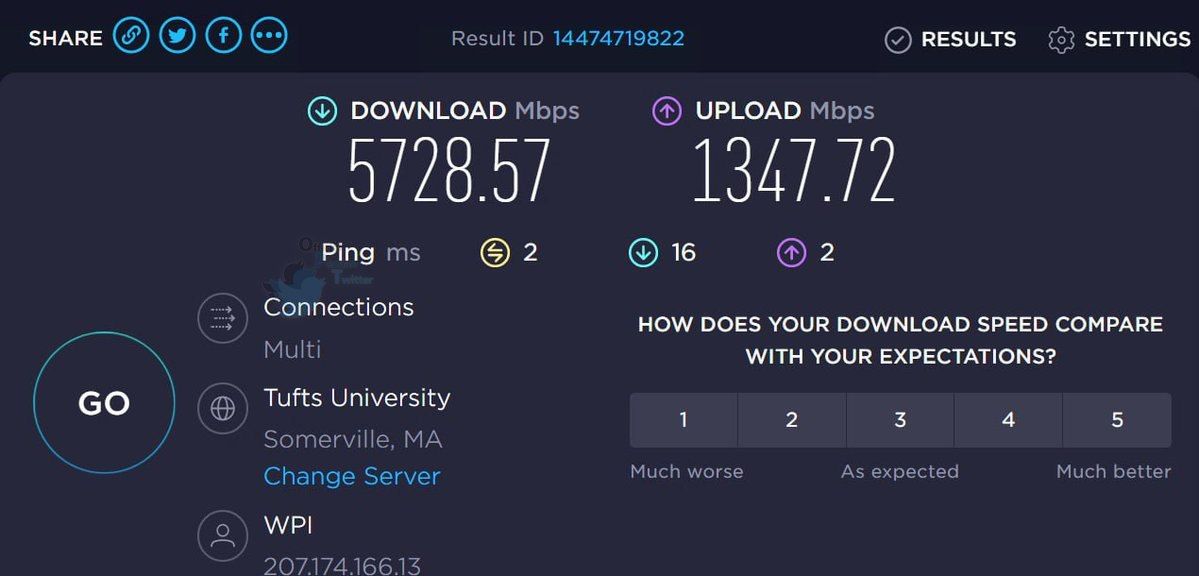 SHARE
Result ID 14474719822
RESULTS
SETTINGS
DOWNLOAD Mbps
5728.57
UPLOAD Mbps
1347.72
Ping ms
2
16
2
Twitter
Connections
Multi
HOW DOES YOUR DOWNLOAD SPEED COMPARE
WITH YOUR EXPECTATIONS?
1 2 3 4 5
Much worse As expected Much better
GO
Tufts University
Somerville, MA
Change Server
WPI
207.174.166.13